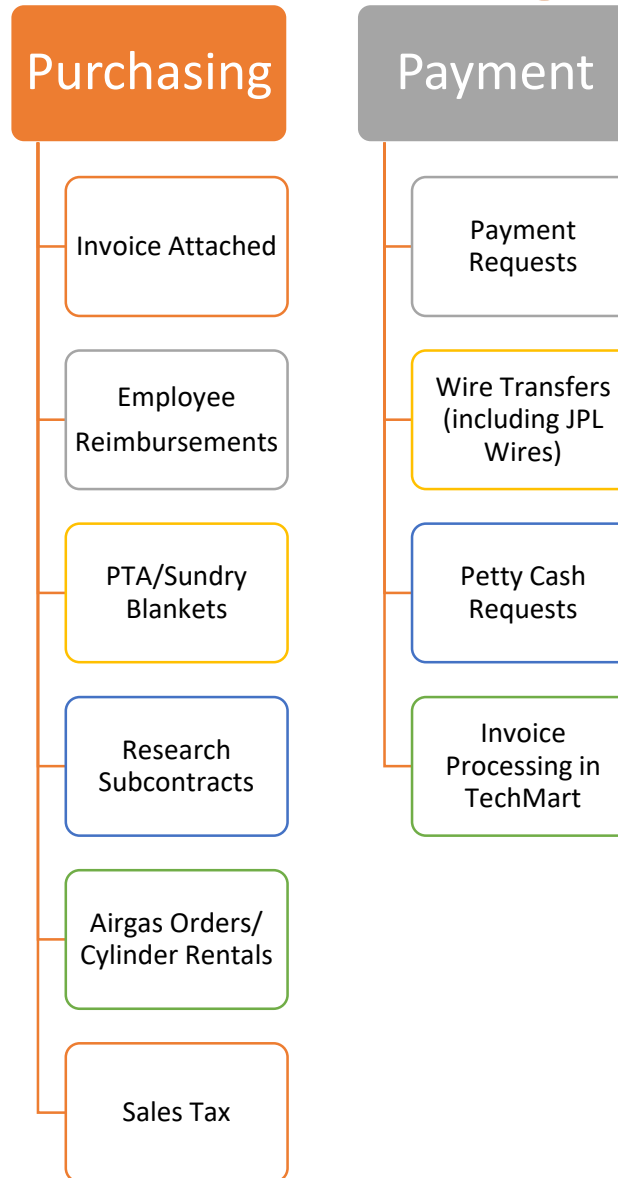 Purchasing
Invoice Attached
Employee
Reimbursements
PTA/Sundry
Blankets
Research
Subcontracts
Airgas Orders/
Cylinder Rentals
Sales Tax
Payment
Payment
Requests
Wire Transfers
(including JPL
Wires)
Petty Cash
Requests
Invoice
Processing in
TechMart